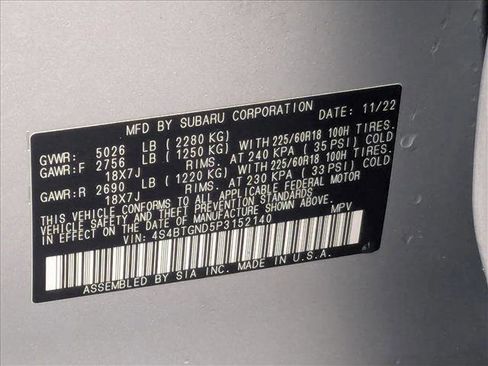 MFD BY SUBARU CORPORATION DATE: 11/22
GVWR: 5026 LB (2280 KG)
GAWR:F 2756 LB (1250 KG) WITH 225/60R18 100H TIRES.
18X7J RIMS. AT 240 KPA (35 PSI) COLD
GAWR:R 2690 LB (1220 KG) WITH 225/60R18 100H TIRES.
18X7J RIMS. AT 230 KPA (33 PSI) COLD
THIS VEHICLE CONFORMS TO ALL APPLICABLE FEDERAL MOTOR
VEHICLE SAFETY AND THEFT PREVENTION STANDARDS IN EFFECT
ON THE DATE OF MANUFACTURE SHOWN ABOVE.
VIN: 4S4BTGND5P3152140 MPV
ASSEMBLED BY SIA INC. MADE IN U.S.A.